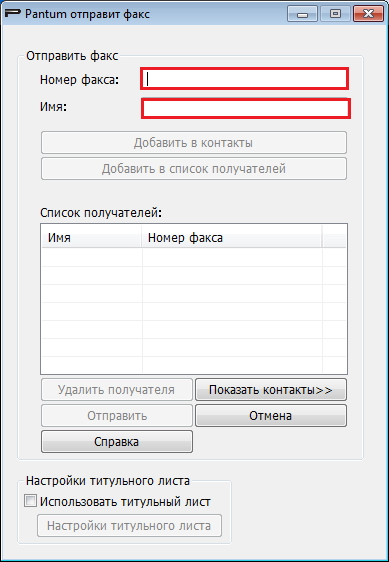 Pantum отправит факс
Отправить факс
Номер факса:
Имя:
Добавить в контакты
Добавить в список получателей
Список получателей:
Имя Номер факса
Удалить получателя Показать контакты>>
Отправить Отмена
Справка
Настройки титульного листа
Использовать титульный лист
Настройки титульного листа